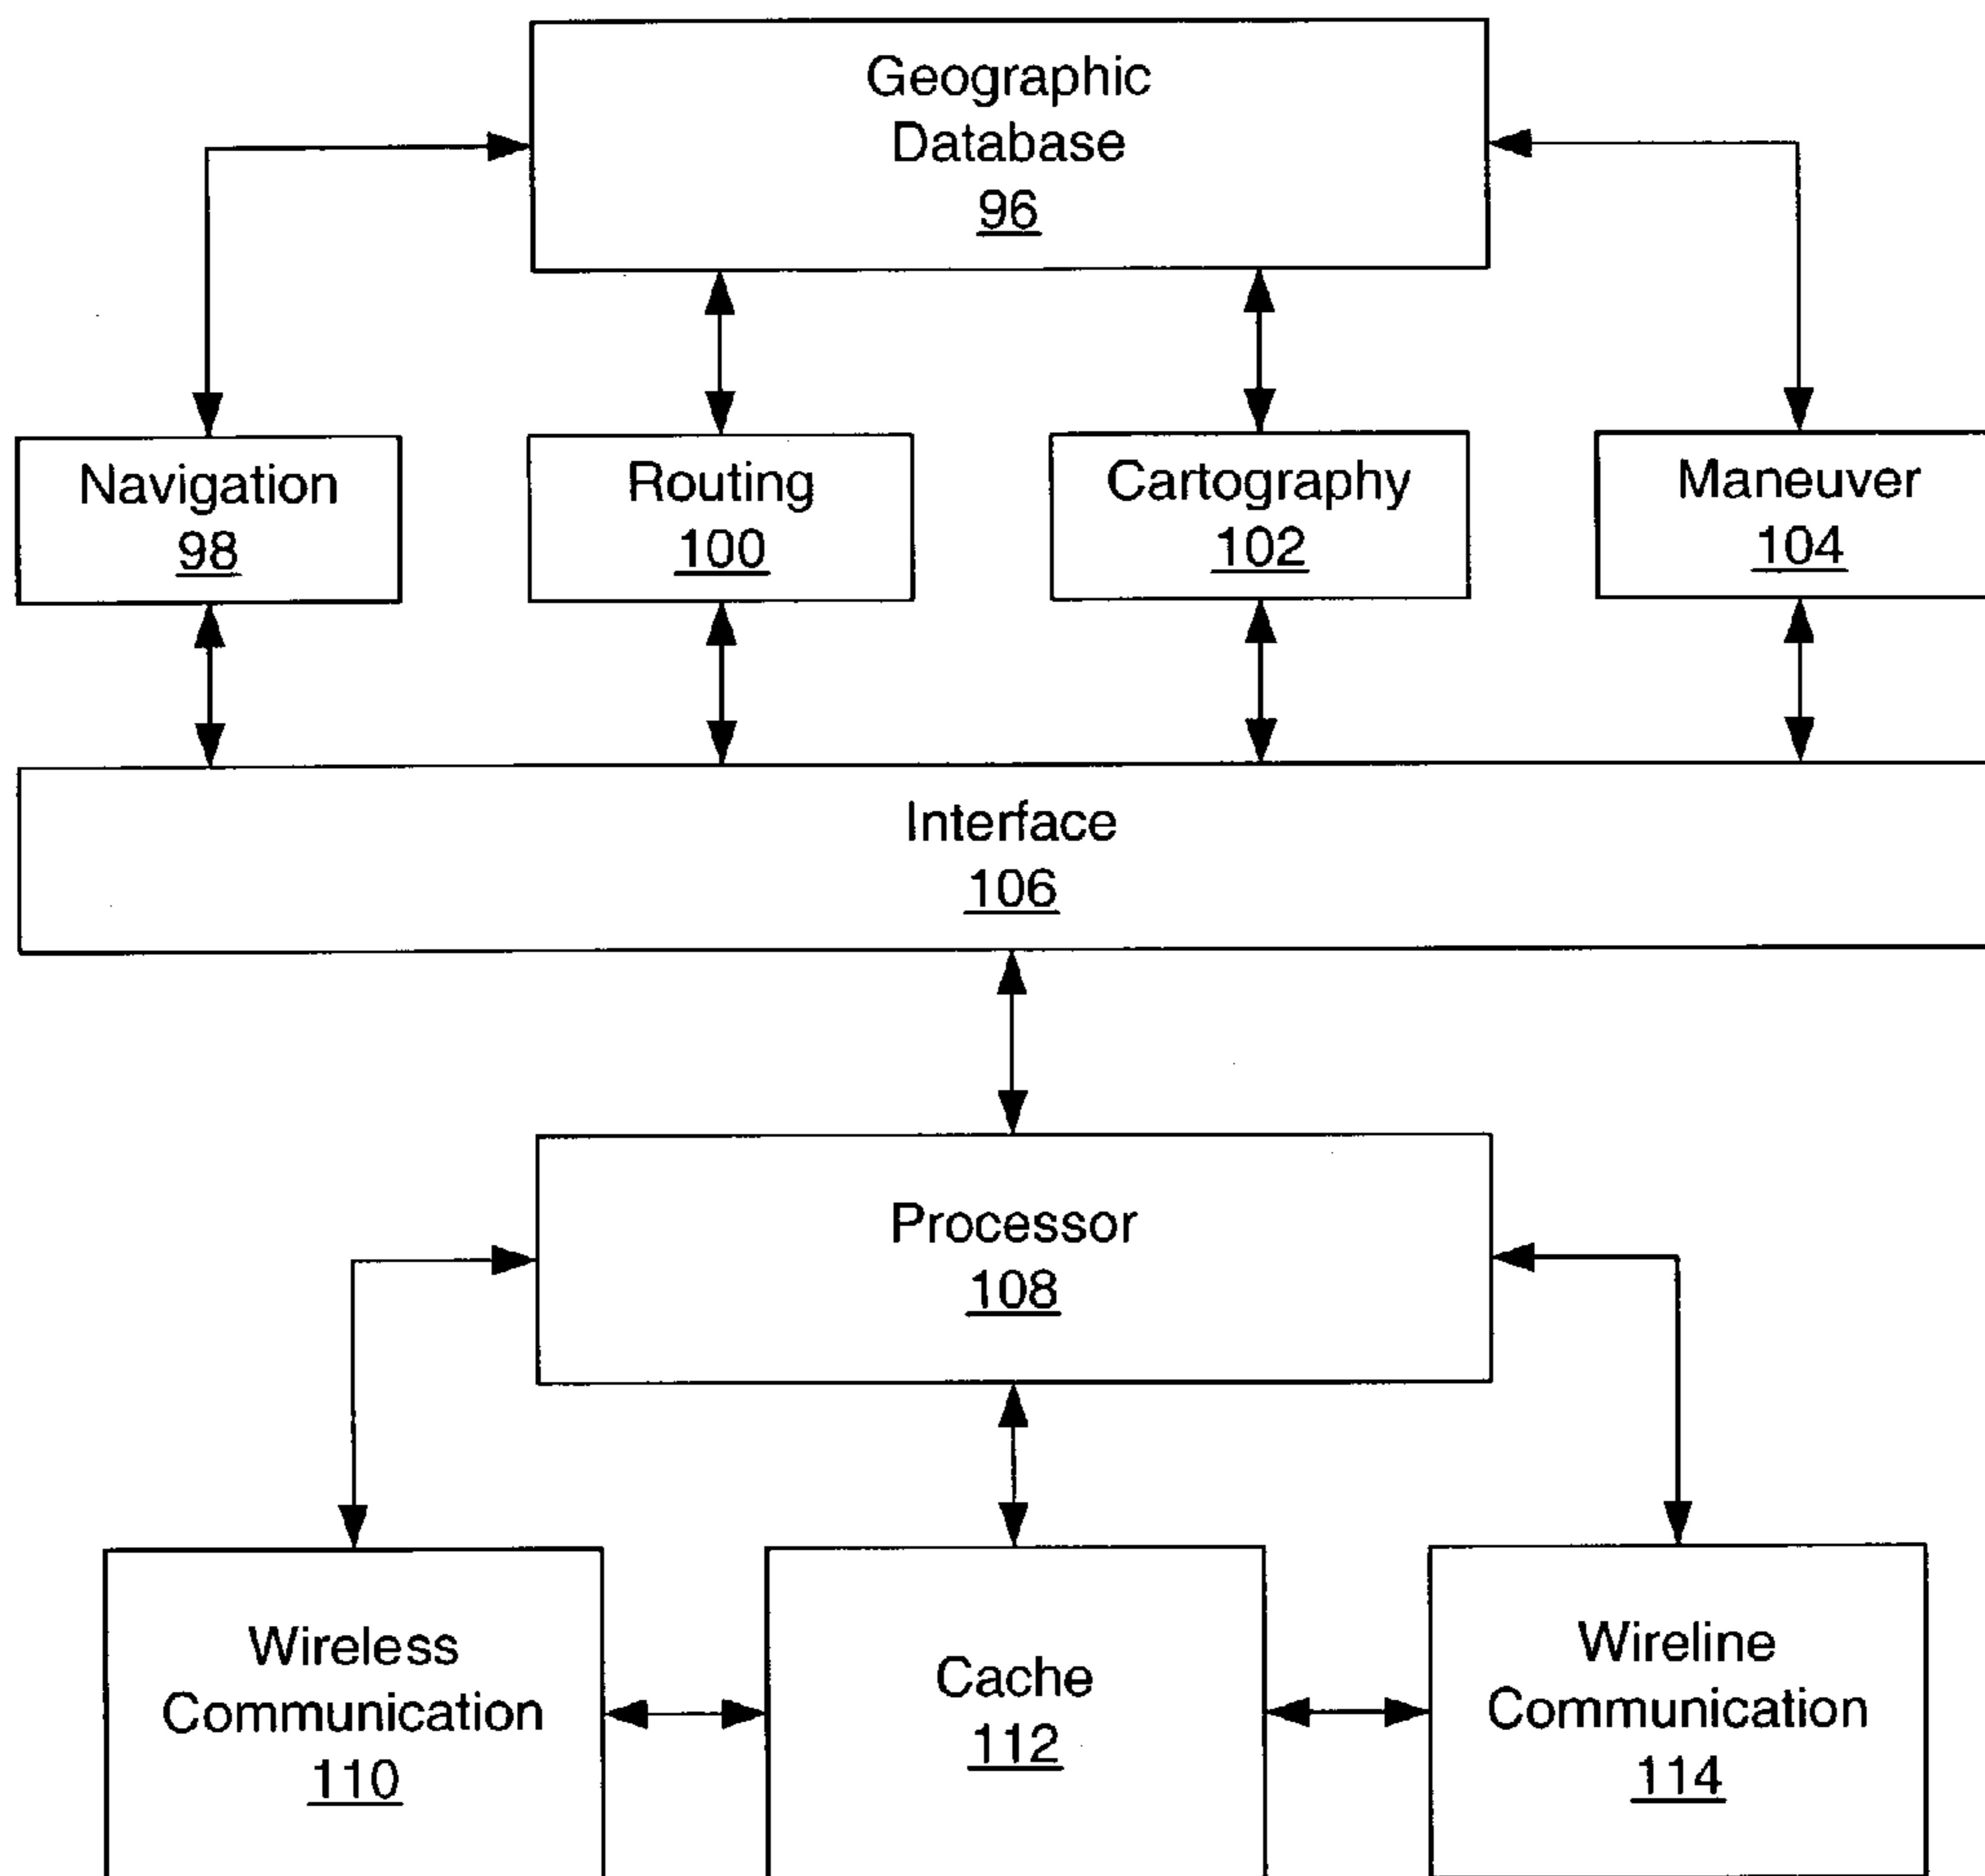 Geographic
Database
96
Navigation
98
Routing
100
Cartography
102
Maneuver
104
Interface
106
Processor
108
Wireless
Communication
110
Cache
112
Wireline
Communication
114